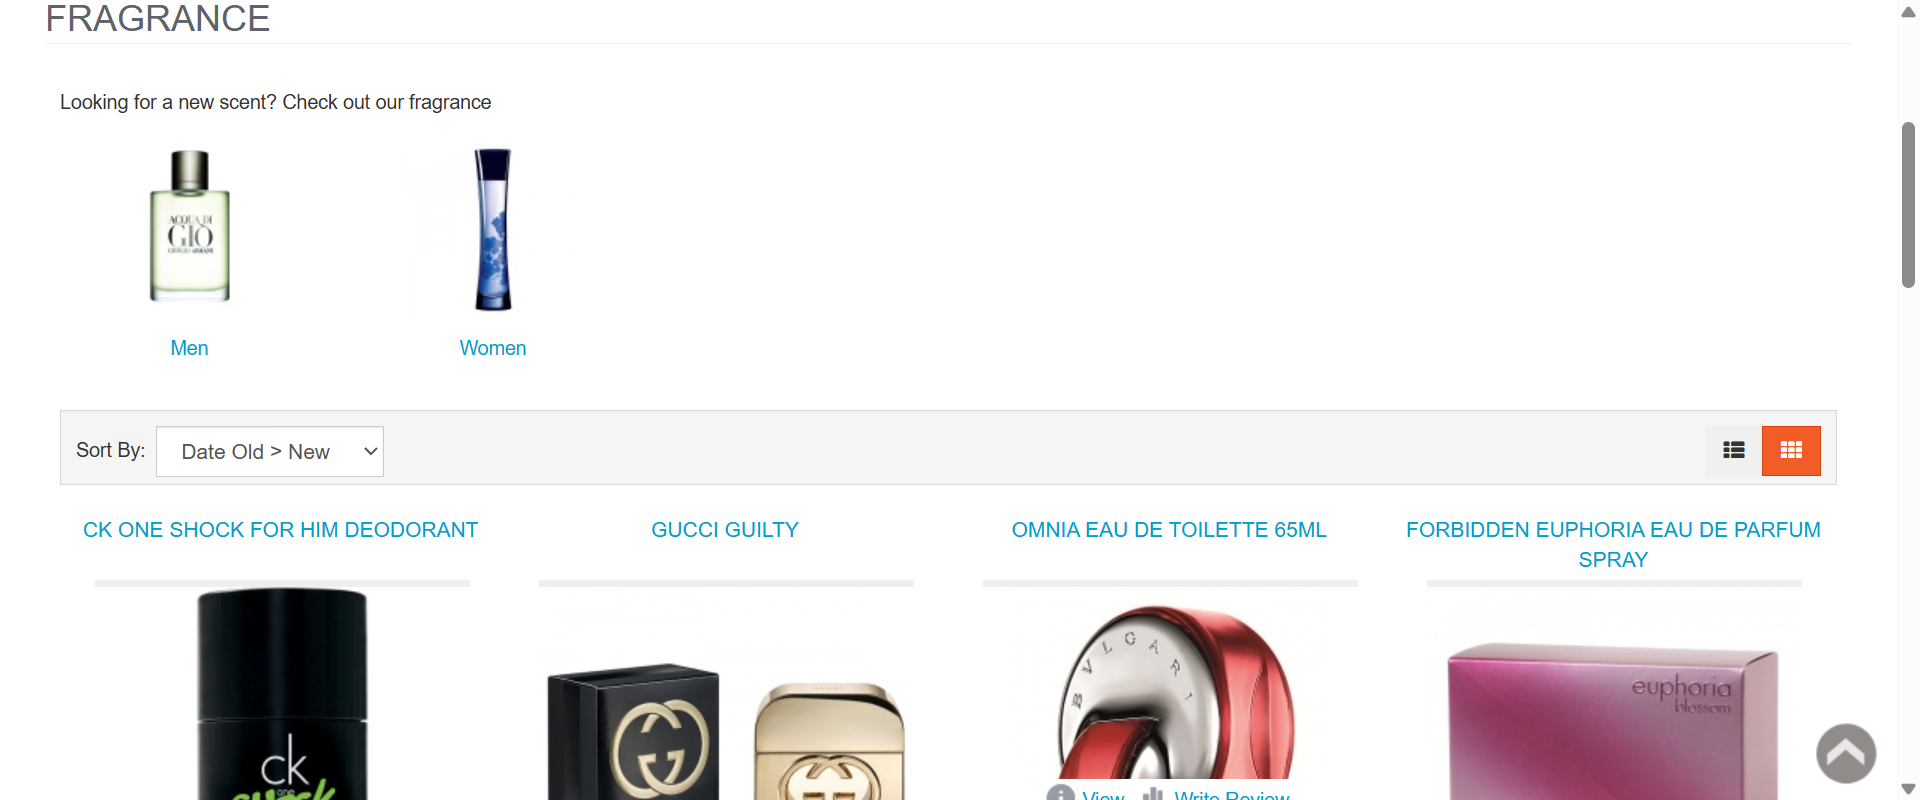 FRAGRANCE
Looking for a new scent? Check out our fragrance
ACQUA DI
GIÒ
GIORGIO ARMANI
Men
Women
Sort By:
Date Old > New
CK ONE SHOCK FOR HIM DEODORANT
GUCCI GUILTY
OMNIA EAU DE TOILETTE 65ML
FORBIDDEN EUPHORIA EAU DE PARFUM
SPRAY
ck
one
shock
BVLGARI
euphoria
blossom
View
Write Review